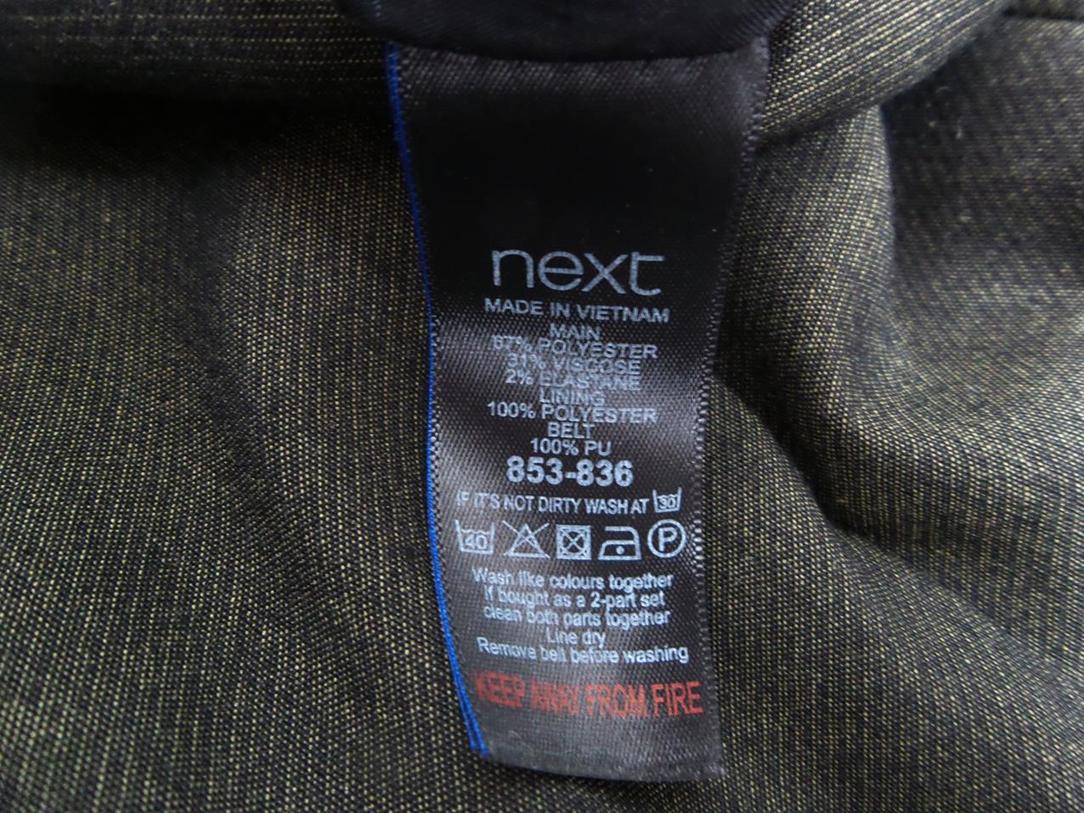 next
MADE IN VIETNAM
MAIN
67% POLYESTER
31% VISCOSE
2% ELASTANE
LINING
100% POLYESTER
BELT
100% PU
853-836
IF IT'S NOT DIRTY WASH AT 30
40 P
Wash like colours together
If bought as a 2-part set
clean both parts together
Line dry
Remove belt before washing
KEEP AWAY FROM FIRE